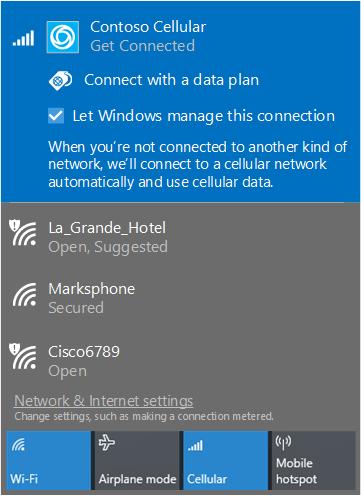 Contoso Cellular
Get Connected
Connect with a data plan
Let Windows manage this connection
When you're not connected to another kind of
network, we'll connect to a cellular network
automatically and use cellular data.
La_Grande_Hotel
Open, Suggested
Marksphone
Secured
Cisco6789
Open
Network & Internet settings
Change settings, such as making a connection metered.
Wi-Fi
Airplane mode
Cellular
Mobile
hotspot